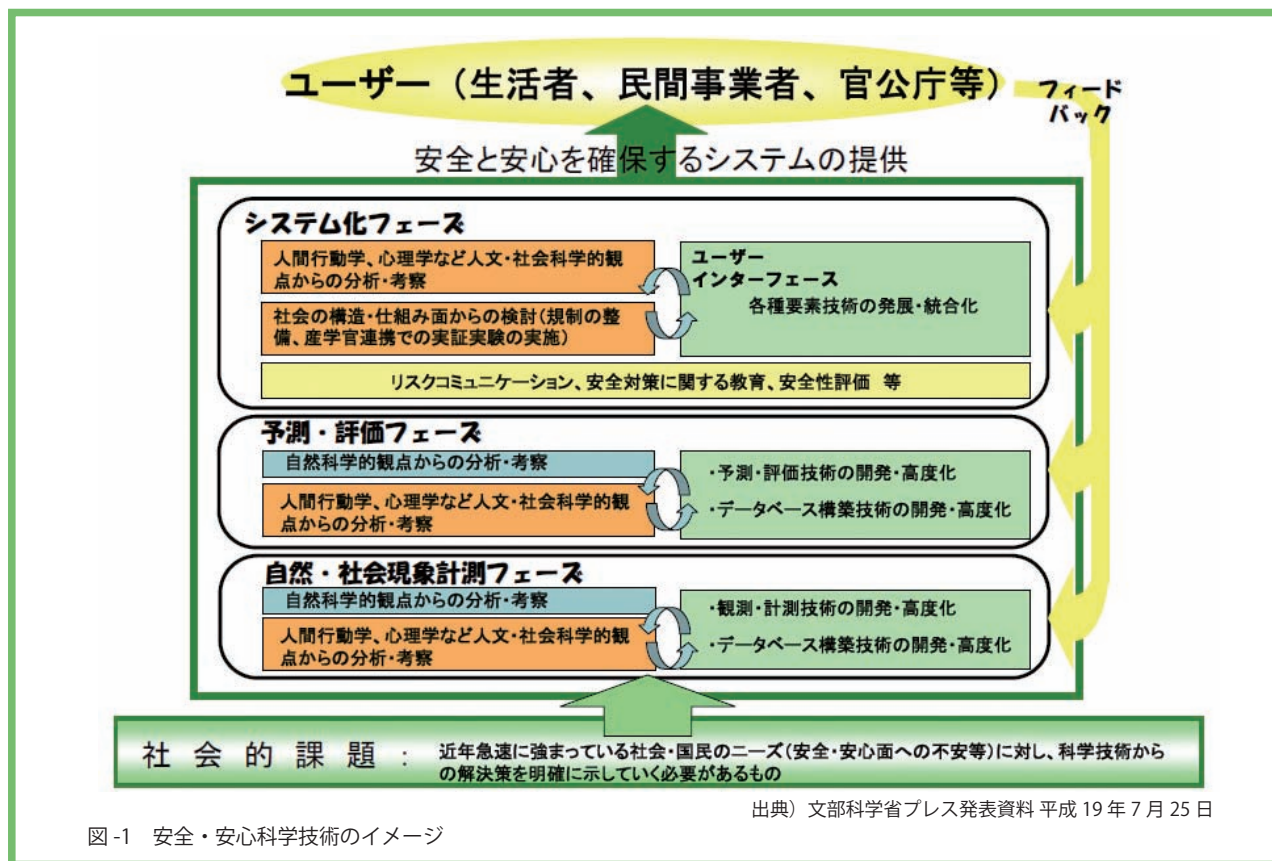 ユーザー（生活者、民間事業者、官公庁等）
フィード
バック
安全と安心を確保するシステムの提供
システム化フェーズ
人間行動学、心理学など人文・社会科学的観
点からの分析・考察
社会の構造・仕組み面からの検討(規制の整
備、産学官連携での実証実験の実施)
ユーザー
インターフェース
各種要素技術の発展・統合化
リスクコミュニケーション、安全対策に関する教育、安全性評価 等
予測・評価フェーズ
自然科学的観点からの分析・考察
人間行動学、心理学など人文・社会科学的観
点からの分析・考察
・予測・評価技術の開発・高度化
・データベース構築技術の開発・高度化
自然・社会現象計測フェーズ
自然科学的観点からの分析・考察
人間行動学、心理学など人文・社会科学的観
点からの分析・考察
・観測・計測技術の開発・高度化
・データベース構築技術の開発・高度化
社会的課題：
近年急速に強まっている社会・国民のニーズ(安全・安心面への不安等)に対し、科学技術から
の解決策を明確に示していく必要があるもの
出典）文部科学省プレス発表資料 平成 19 年 7 月 25 日
図 -1 安全・安心科学技術のイメージ